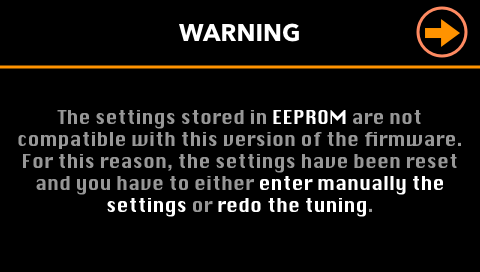 WARNING
The settings stored in EEPROM are not
compatible with this version of the firmware.
For this reason, the settings have been reset
and you have to either enter manually the
settings or redo the tuning.